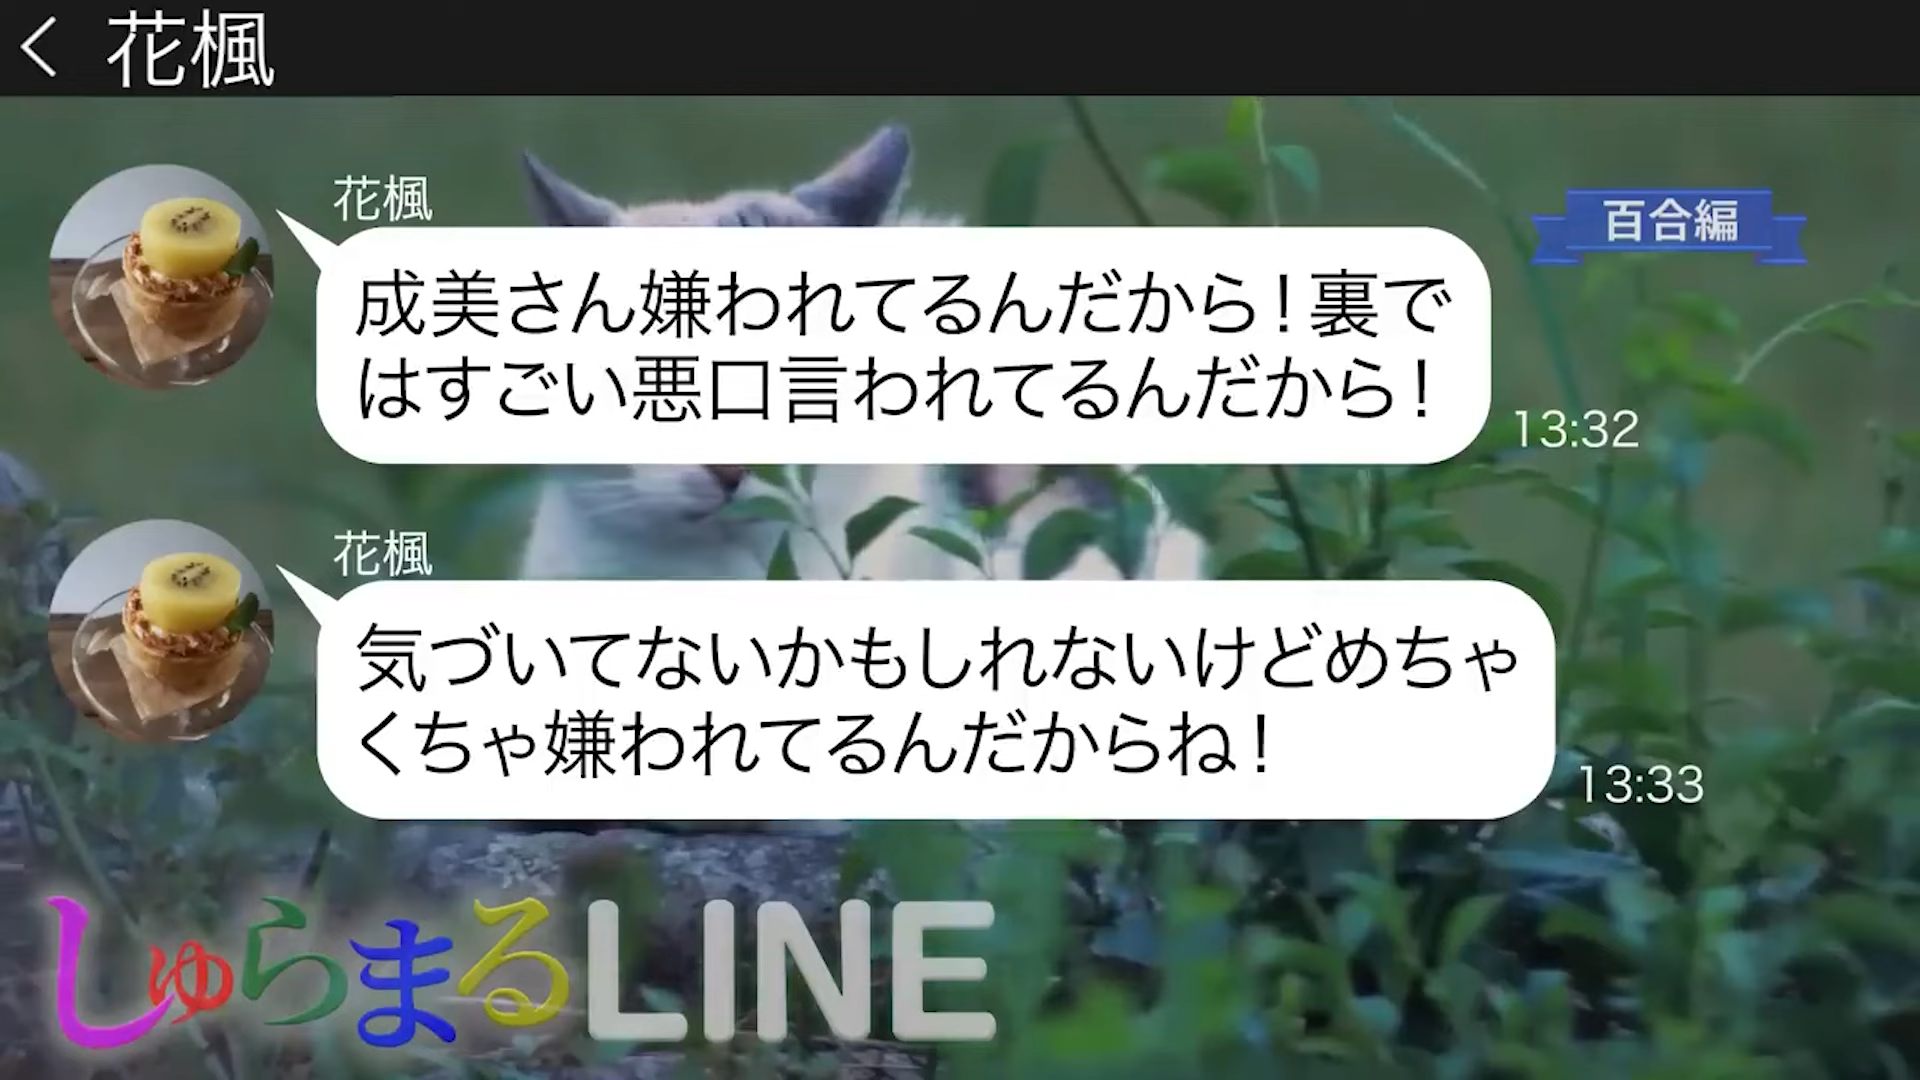 花楓
花楓
百合編
成美さん嫌われてるんだから！裏で
はすごい悪口言われてるんだから！
13:32
花楓
気づいてないかもしれないけどめちゃ
くちゃ嫌われてるんだからね！
13:33
しゅらまるLINE